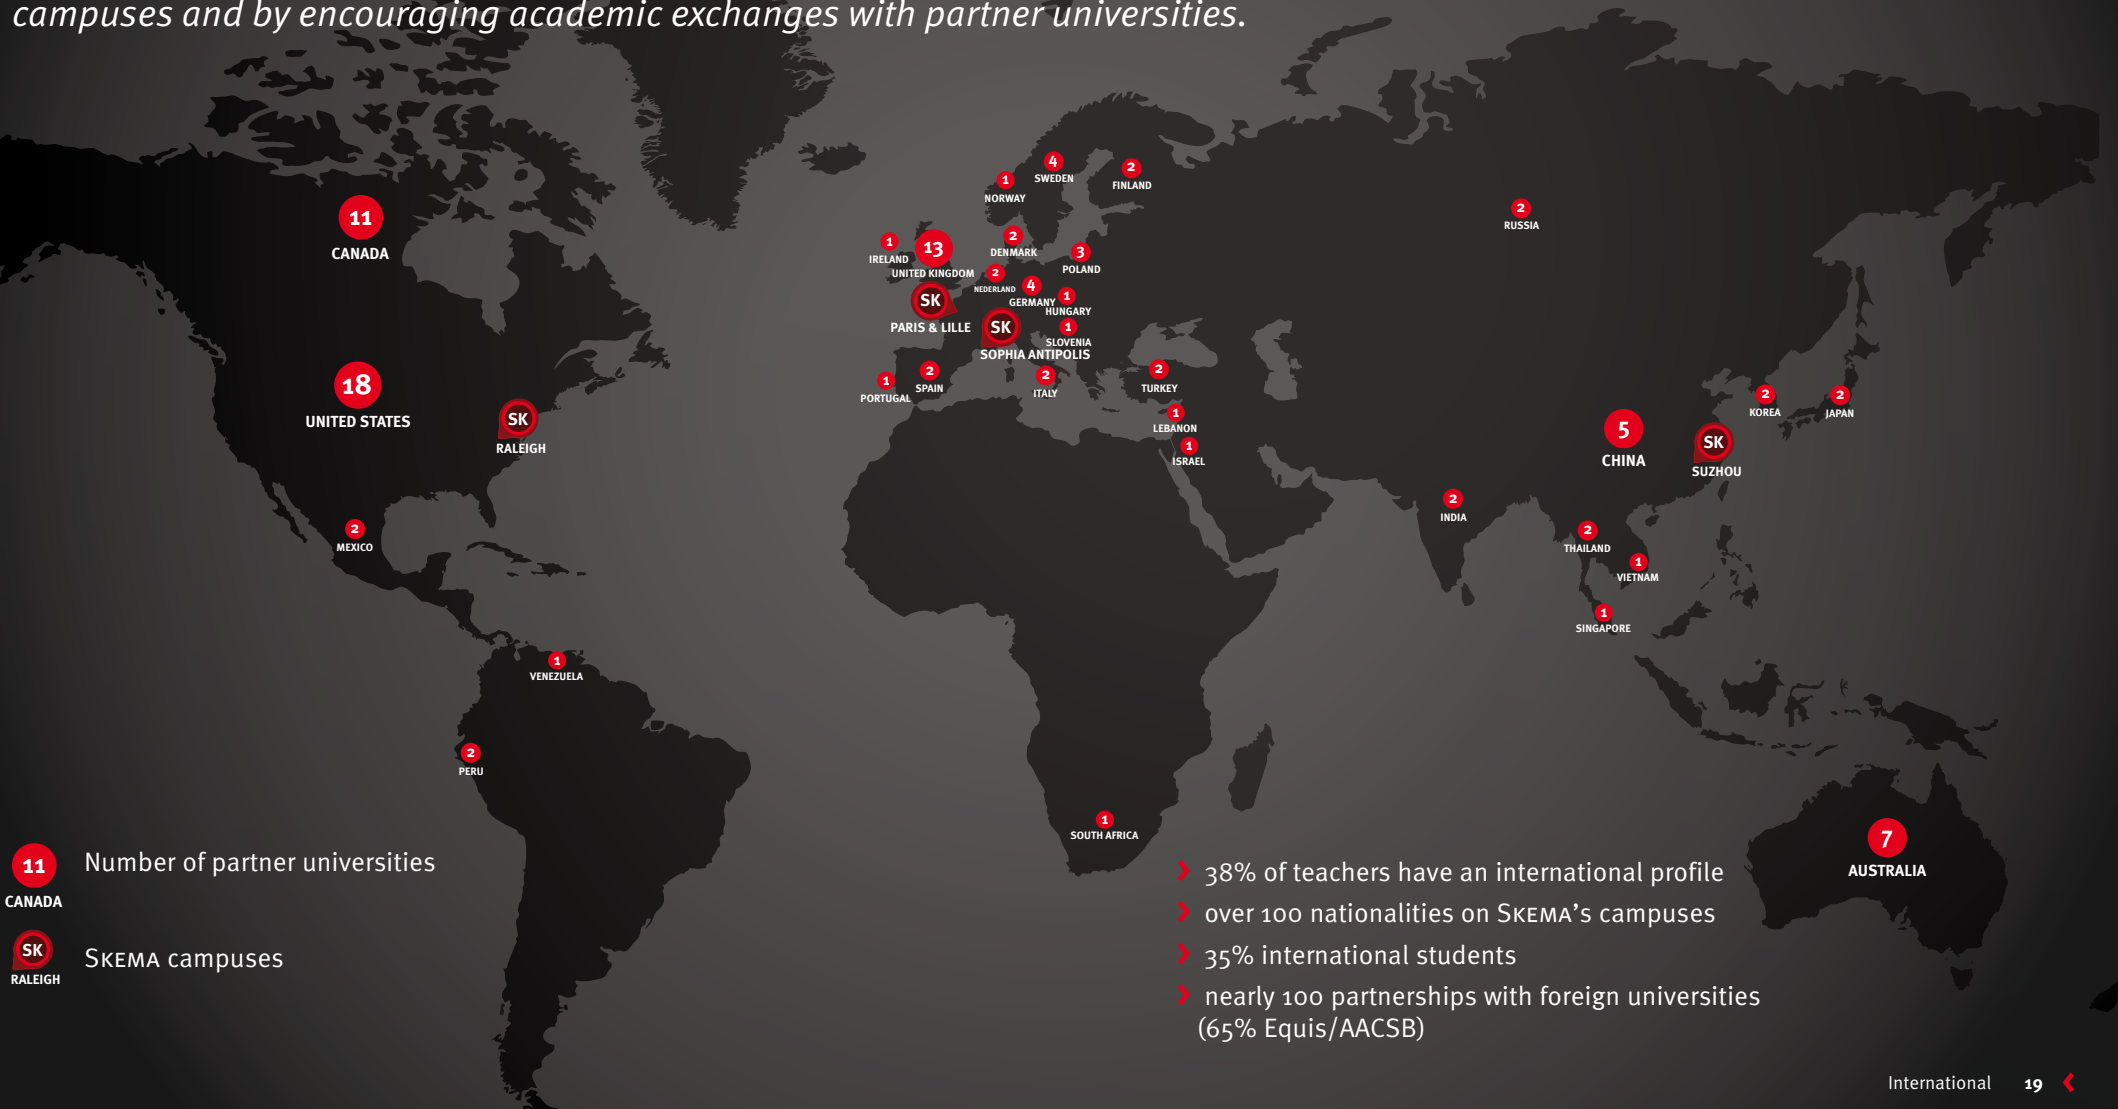 campuses and by encouraging academic exchanges with partner universities.
4
SWEDEN
2
FINLAND
1
NORWAY
11
CANADA
2
RUSSIA
1
IRELAND
13
UNITED KINGDOM
2
DENMARK
3
POLAND
2
NEDERLAND
4
GERMANY
1
HUNGARY
SK
PARIS & LILLE
SK
SOPHIA ANTIPOLIS
1
SLOVENIA
18
UNITED STATES
SK
RALEIGH
1
PORTUGAL
2
SPAIN
2
ITALY
2
TURKEY
1
LEBANON
1
ISRAEL
2
KOREA
2
JAPAN
5
CHINA
SK
SUZHOU
2
INDIA
2
MEXICO
2
THAILAND
1
VIETNAM
1
SINGAPORE
1
VENEZUELA
2
PERU
1
SOUTH AFRICA
7
AUSTRALIA
11
CANADA
Number of partner universities
SK
RALEIGH
SKEMA campuses
38% of teachers have an international profile
over 100 nationalities on SKEMA's campuses
35% international students
nearly 100 partnerships with foreign universities
(65% Equis/AACSB)
International 19